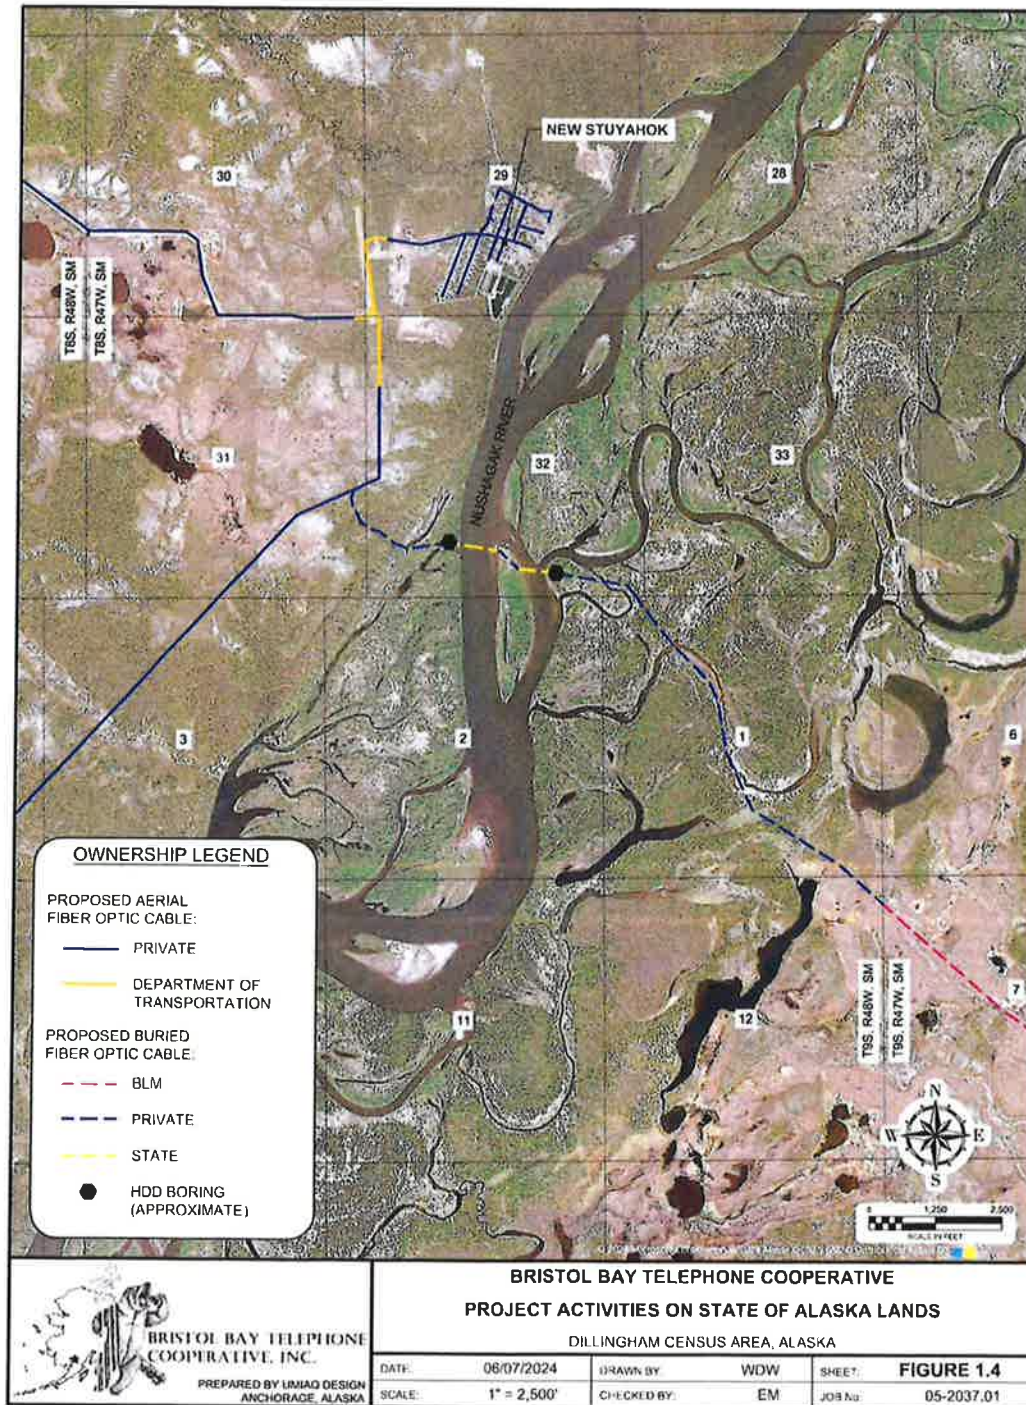 NEW STUYAHOK
30
29
28
T8S, R48W, SM
T8S, R47W, SM
NUSHAGAK RIVER
31
32
33
3
2
1
6
OWNERSHIP LEGEND
PROPOSED AERIAL
FIBER OPTIC CABLE:
PRIVATE
DEPARTMENT OF
TRANSPORTATION
PROPOSED BURIED
FIBER OPTIC CABLE:
BLM
PRIVATE
STATE
HDD BORING
(APPROXIMATE)
11
12
7
T9S, R48W, SM
T9S, R47W, SM
N
W E
S
0 1,250 2,500
SCALE IN FEET
BRISTOL BAY TELEPHONE
COOPERATIVE, INC.
PREPARED BY UMIAQ DESIGN
ANCHORAGE, ALASKA
BRISTOL BAY TELEPHONE COOPERATIVE
PROJECT ACTIVITIES ON STATE OF ALASKA LANDS
DILLINGHAM CENSUS AREA, ALASKA
DATE: 06/07/2024 DRAWN BY: WDW SHEET: FIGURE 1.4
SCALE: 1" = 2,500' CHECKED BY: EM JOB No: 05-2037.01